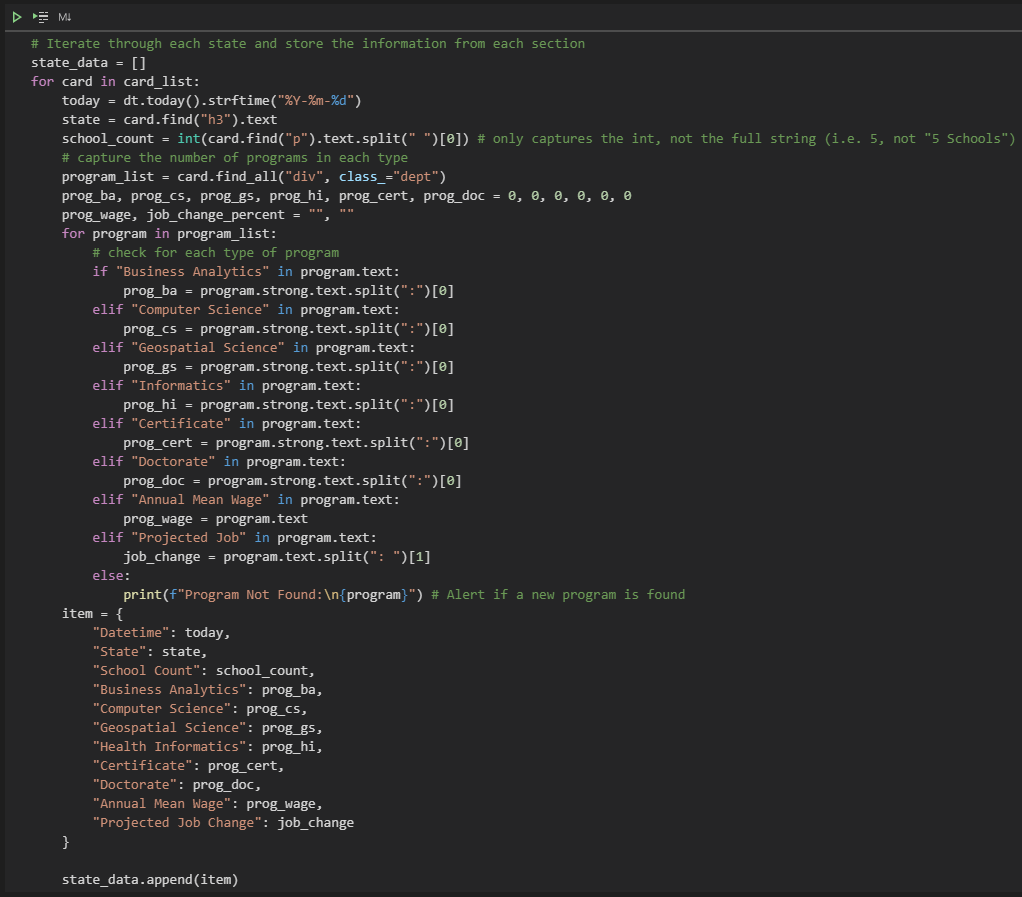 M↓
# Iterate through each state and store the information from each section
state_data = []
for card in card_list:
    today = dt.today().strftime("%Y-%m-%d")
    state = card.find("h3").text
    school_count = int(card.find("p").text.split(" ")[0]) # only captures the int, not the full string (i.e. 5, not "5 Schools")
    # capture the number of programs in each type
    program_list = card.find_all("div", class_="dept")
    prog_ba, prog_cs, prog_gs, prog_hi, prog_cert, prog_doc = 0, 0, 0, 0, 0, 0
    prog_wage, job_change_percent = "", ""
    for program in program_list:
        # check for each type of program
        if "Business Analytics" in program.text:
            prog_ba = program.strong.text.split(":")[0]
        elif "Computer Science" in program.text:
            prog_cs = program.strong.text.split(":")[0]
        elif "Geospatial Science" in program.text:
            prog_gs = program.strong.text.split(":")[0]
        elif "Informatics" in program.text:
            prog_hi = program.strong.text.split(":")[0]
        elif "Certificate" in program.text:
            prog_cert = program.strong.text.split(":")[0]
        elif "Doctorate" in program.text:
            prog_doc = program.strong.text.split(":")[0]
        elif "Annual Mean Wage" in program.text:
            prog_wage = program.text
        elif "Projected Job" in program.text:
            job_change = program.text.split(": ")[1]
        else:
            print(f"Program Not Found:\n{program}") # Alert if a new program is found
    item = {
        "Datetime": today,
        "State": state,
        "School Count": school_count,
        "Business Analytics": prog_ba,
        "Computer Science": prog_cs,
        "Geospatial Science": prog_gs,
        "Health Informatics": prog_hi,
        "Certificate": prog_cert,
        "Doctorate": prog_doc,
        "Annual Mean Wage": prog_wage,
        "Projected Job Change": job_change
    }
    state_data.append(item)